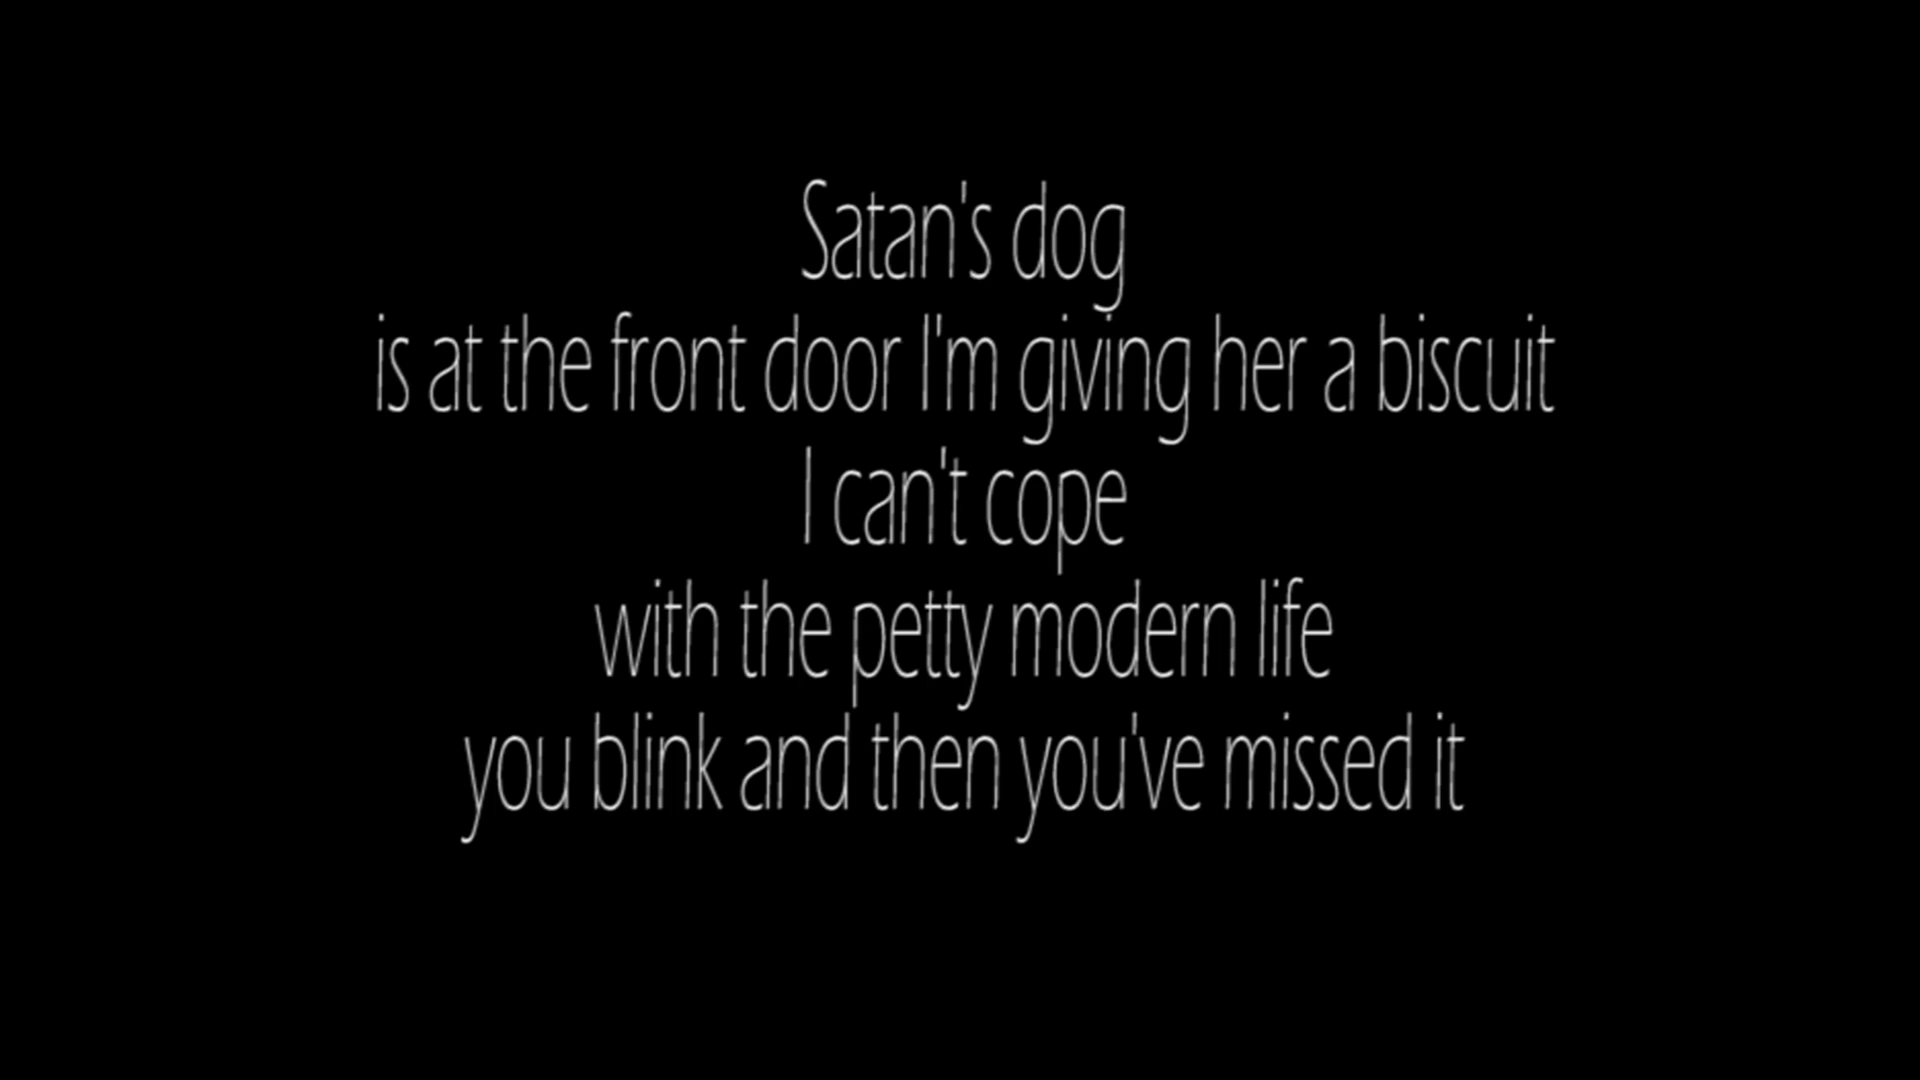 Satan's dog
is at the front door I'm giving her a biscuit
I can't cope
with the petty modern life
you blink and then you've missed it